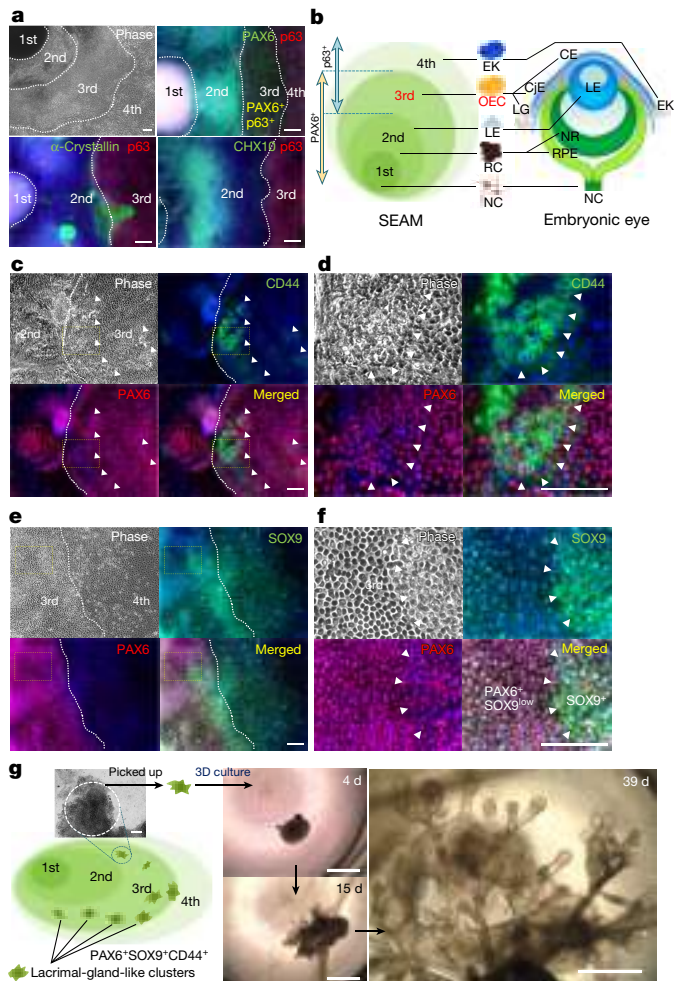 a
1st
2nd
Phase
3rd
4th
PAX6 p63
1st
2nd
3rd
4th
PAX6⁺
p63⁺
α-Crystallin p63
1st
2nd
3rd
CHX10 p63
2nd
3rd
b
p63⁺
PAX6⁺
4th
3rd
2nd
1st
SEAM
EK
OEC
LE
RC
NC
CE
CjE
LG
LE
NR
RPE
NC
EK
Embryonic eye
c
Phase
2nd
3rd
CD44
PAX6
Merged
d
Phase
CD44
PAX6
Merged
e
Phase
3rd
4th
SOX9
PAX6
Merged
f
Phase
3rd
SOX9
PAX6
PAX6⁺
SOX9ˡᵒʷ
Merged
SOX9⁺
g
Picked up
3D culture
1st
2nd
3rd
4th
PAX6⁺SOX9⁺CD44⁺
Lacrimal-gland-like clusters
4 d
15 d
39 d